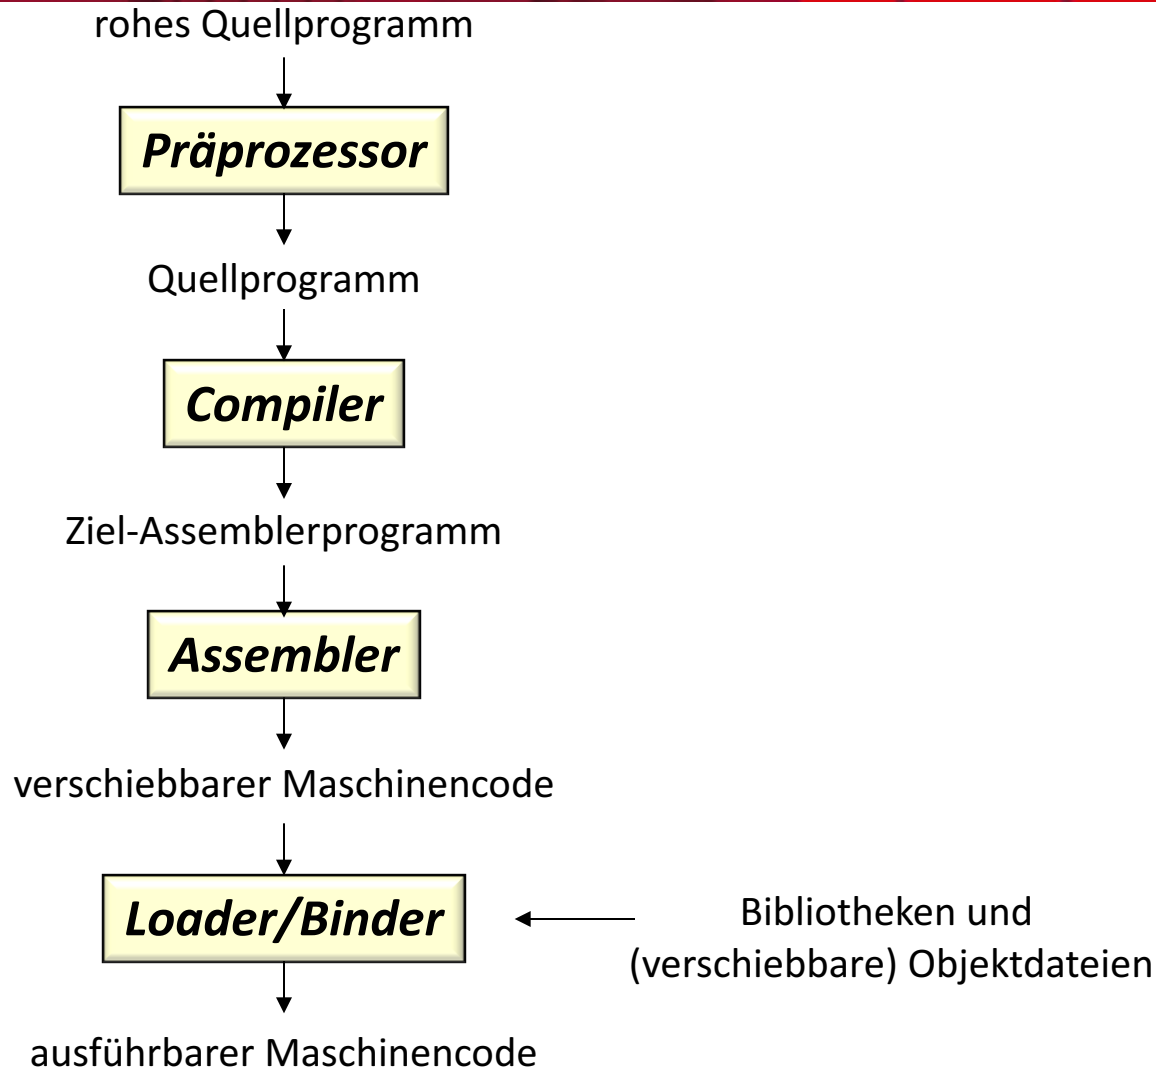 rohes Quellprogramm
Präprozessor
Quellprogramm
Compiler
Ziel-Assemblerprogramm
Assembler
verschiebbarer Maschinencode
Loader/Binder
Bibliotheken und
(verschiebbare) Objektdateien
ausführbarer Maschinencode